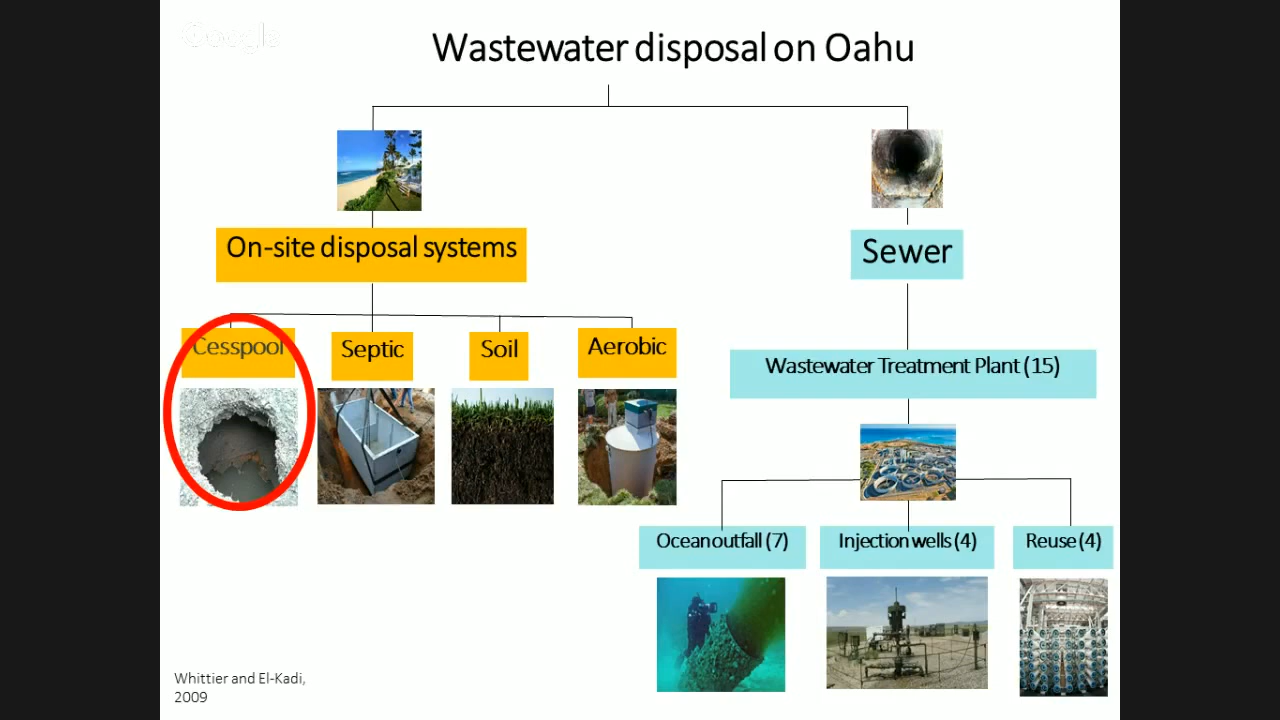 Google
Wastewater disposal on Oahu
On-site disposal systems
Sewer
Cesspool
Septic
Soil
Aerobic
Wastewater Treatment Plant (15)
Ocean outfall (7)
Injection wells (4)
Reuse (4)
Whittier and El-Kadi,
2009